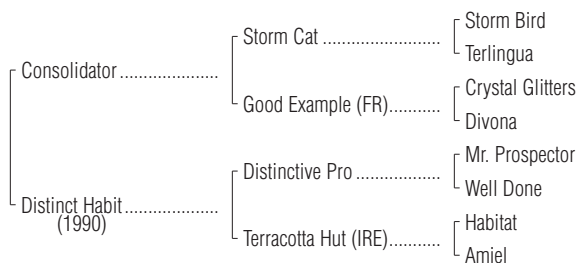 Storm Bird
Storm Cat ........................
Terlingua
Consolidator ....................
Crystal Glitters
Good Example (FR)...........
Divona
Mr. Prospector
Distinctive Pro .................
Well Done
Distinct Habit ...................
(1990)
Habitat
Terracotta Hut (IRE)...........
Amiel